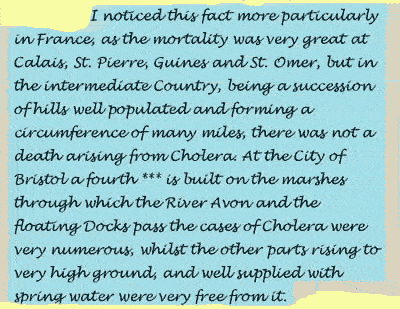 I noticed this fact more particularly
in France, as the mortality was very great at
Calais, St. Pierre, Guines and St. Omer, but in
the intermediate Country, being a succession
of hills well populated and forming a
circumference of many miles, there was not a
death arising from Cholera. At the City of
Bristol a fourth *** is built on the marshes
through which the River Avon and the
floating Docks pass the cases of Cholera were
very numerous, whilst the other parts rising to
very high ground, and well supplied with
spring water were very free from it.